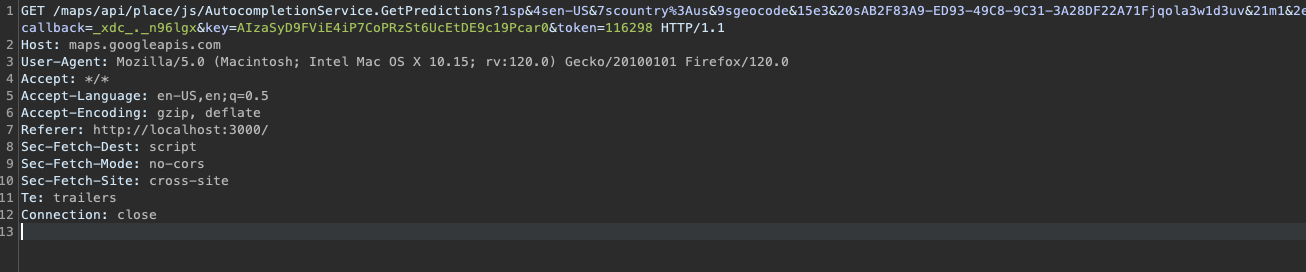 1 GET /maps/api/place/js/AutocompletionService.GetPredictions?1sp&4sen-US&7scountry%3Aus&9sgeocode&15e3&20sAB2F83A9-ED93-49C8-9C31-3A28DF22A71Fjqola3w1d3uv&21m1&2e
callback=_xdc_._n96lgx&key=AIzaSyD9FViE4iP7CoPRzSt6UcEtDE9c19Pcar0&token=116298 HTTP/1.1
2 Host: maps.googleapis.com
3 User-Agent: Mozilla/5.0 (Macintosh; Intel Mac OS X 10.15; rv:120.0) Gecko/20100101 Firefox/120.0
4 Accept: */*
5 Accept-Language: en-US,en;q=0.5
6 Accept-Encoding: gzip, deflate
7 Referer: http://localhost:3000/
8 Sec-Fetch-Dest: script
9 Sec-Fetch-Mode: no-cors
10 Sec-Fetch-Site: cross-site
11 Te: trailers
12 Connection: close
13